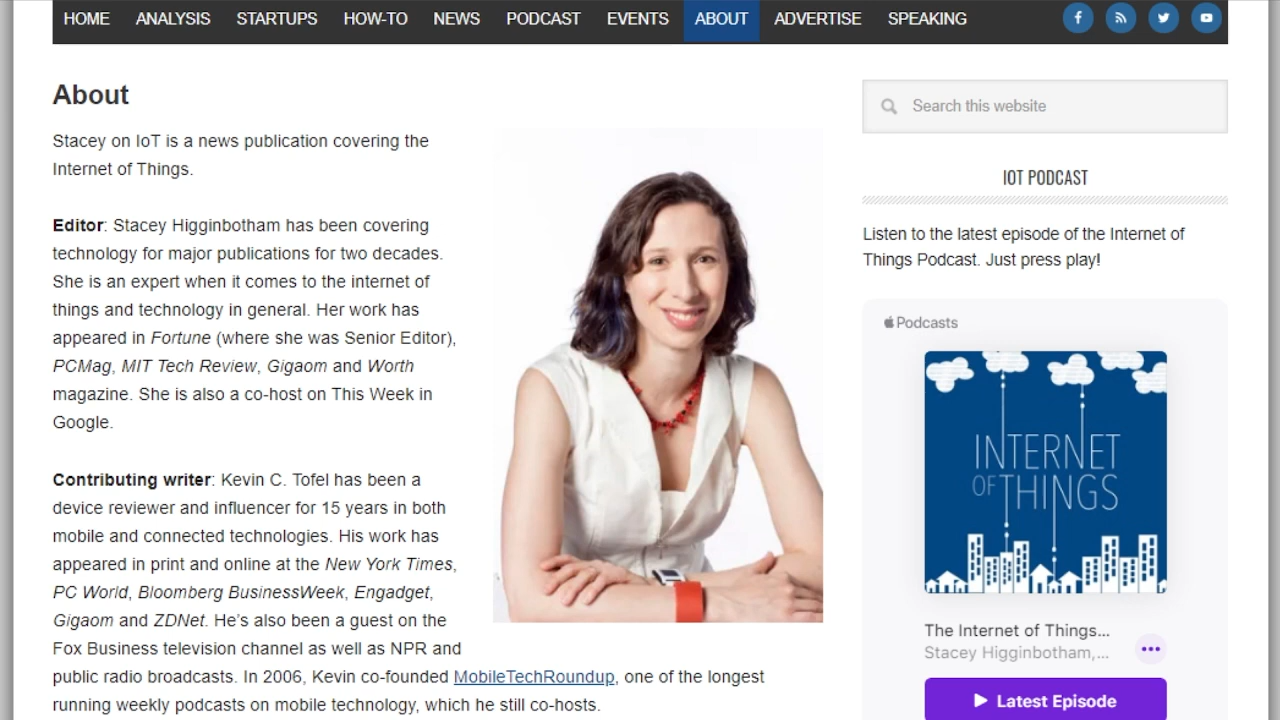 HOME ANALYSIS STARTUPS HOW-TO NEWS PODCAST EVENTS ABOUT ADVERTISE SPEAKING
About
Stacey on IoT is a news publication covering the
Internet of Things.
Editor: Stacey Higginbotham has been covering
technology for major publications for two decades.
She is an expert when it comes to the internet of
things and technology in general. Her work has
appeared in Fortune (where she was Senior Editor),
PCMag, MIT Tech Review, Gigaom and Worth
magazine. She is also a co-host on This Week in
Google.
Contributing writer: Kevin C. Tofel has been a
device reviewer and influencer for 15 years in both
mobile and connected technologies. His work has
appeared in print and online at the New York Times,
PC World, Bloomberg BusinessWeek, Engadget,
Gigaom and ZDNet. He's also been a guest on the
Fox Business television channel as well as NPR and
public radio broadcasts. In 2006, Kevin co-founded MobileTechRoundup, one of the longest
running weekly podcasts on mobile technology, which he still co-hosts.
Search this website
IOT PODCAST
Listen to the latest episode of the Internet of
Things Podcast. Just press play!
Podcasts
INTERNET
OF THINGS
The Internet of Things...
Stacey Higginbotham,...
Latest Episode